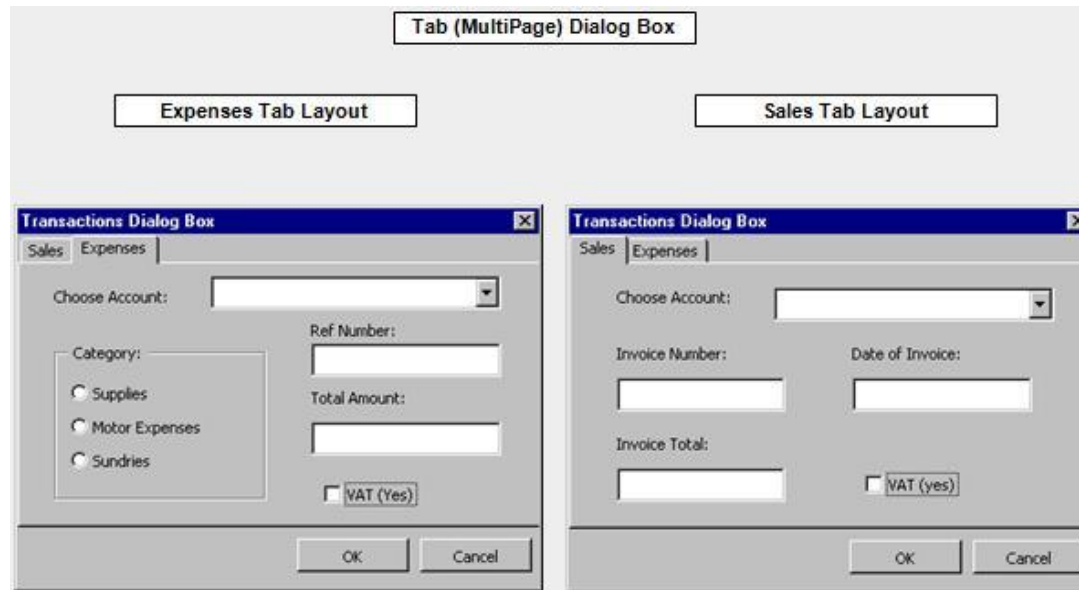 Tab (MultiPage) Dialog Box
Expenses Tab Layout
Sales Tab Layout
Transactions Dialog Box
Sales Expenses
Choose Account:
Category:
Supplies
Motor Expenses
Sundries
Ref Number:
Total Amount:
VAT (Yes)
OK Cancel
Transactions Dialog Box
Sales Expenses
Choose Account:
Invoice Number: Date of Invoice:
Invoice Total:
VAT (yes)
OK Cancel